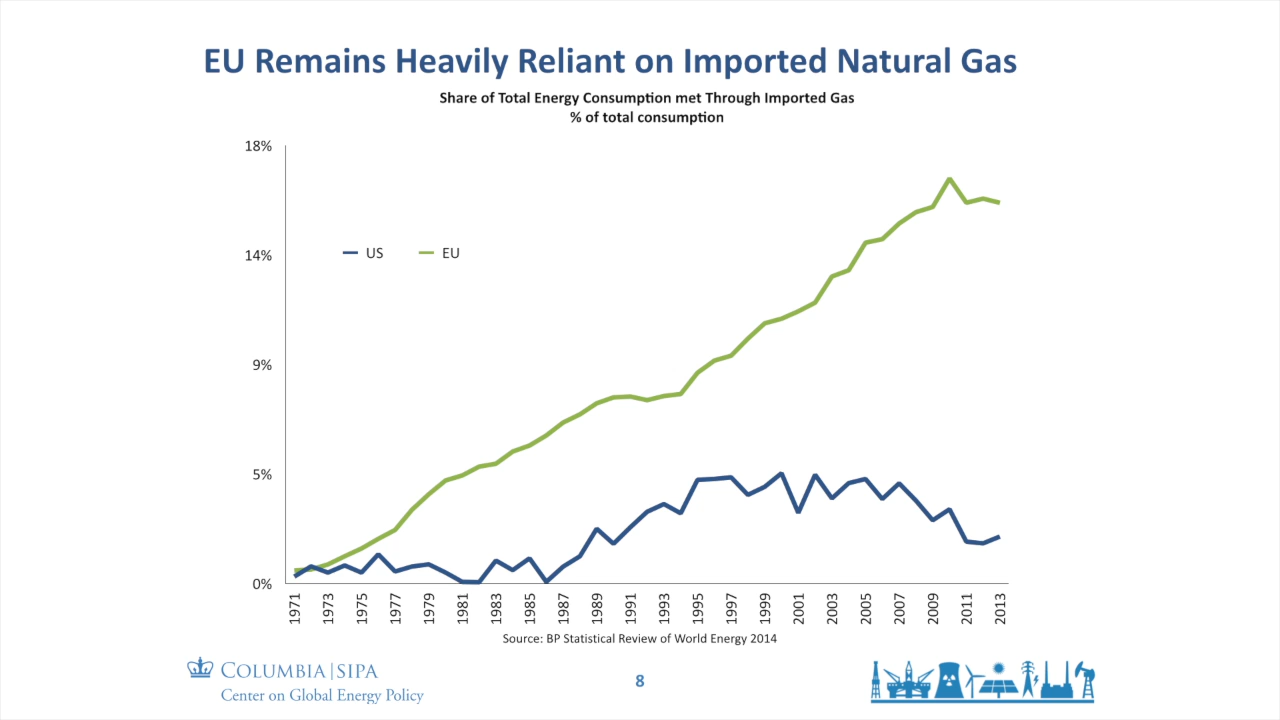 EU Remains Heavily Reliant on Imported Natural Gas
Share of Total Energy Consumption met Through Imported Gas
% of total consumption
18%
14%
9%
5%
0%
US EU
1971 1973 1975 1977 1979 1981 1983 1985 1987 1989 1991 1993 1995 1997 1999 2001 2003 2005 2007 2009 2011 2013
Source: BP Statistical Review of World Energy 2014
COLUMBIA|SIPA
Center on Global Energy Policy
8